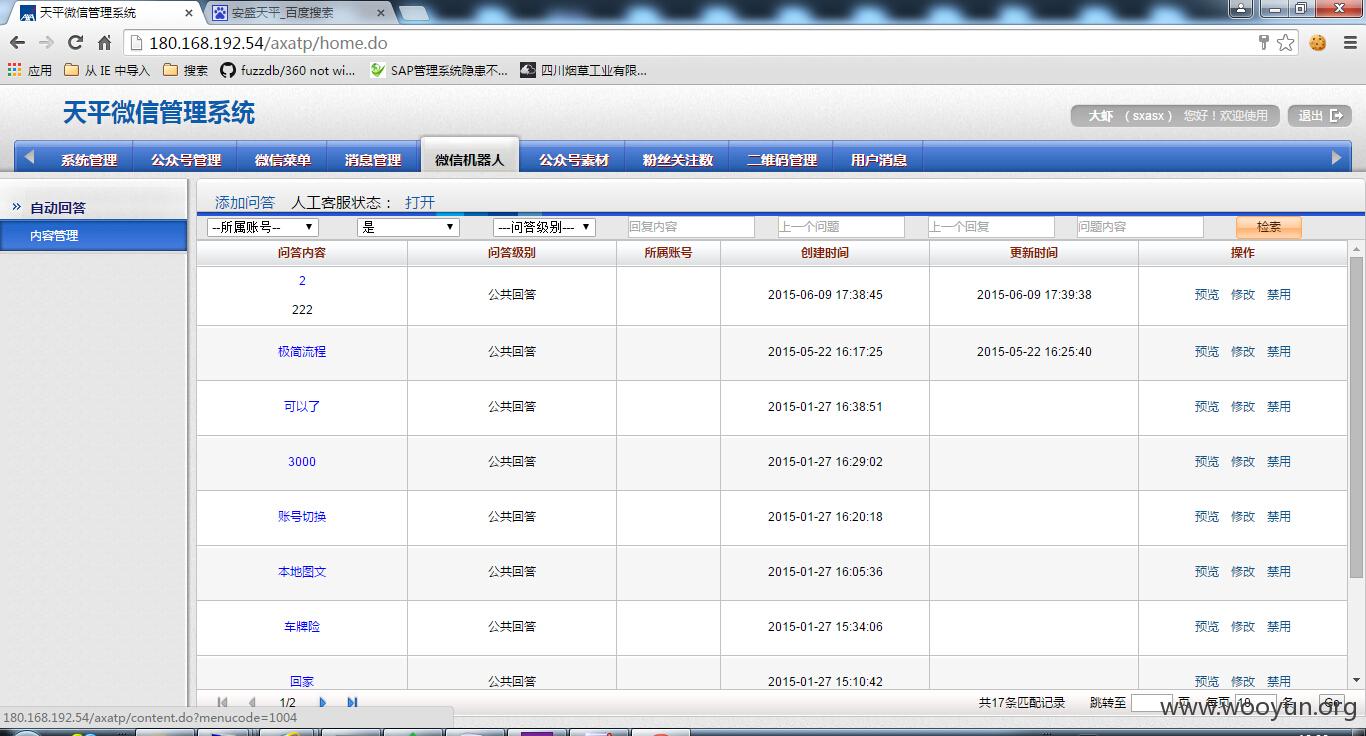 天平微信管理系统
安盛天平_百度搜索
180.168.192.54/axatp/home.do
应用 从 IE 中导入 搜索 fuzzdb/360 not wi... SAP管理系统隐患不... 四川烟草工业有限...
天平微信管理系统
大虾 （sxasx） 您好！欢迎使用 退出
系统管理 公众号管理 微信菜单 消息管理 微信机器人 公众号素材 粉丝关注数 二维码管理 用户消息
» 自动回答
内容管理
添加问答 人工客服状态： 打开
--所属账号-- 是 ---问答级别--- 回复内容 上一个问题 上一个回复 问题内容 检索
问答内容 问答级别 所属账号 创建时间 更新时间 操作
2
222
公共回答 2015-06-09 17:38:45 2015-06-09 17:39:38 预览 修改 禁用
极简流程 公共回答 2015-05-22 16:17:25 2015-05-22 16:25:40 预览 修改 禁用
可以了 公共回答 2015-01-27 16:38:51 预览 修改 禁用
3000 公共回答 2015-01-27 16:29:02 预览 修改 禁用
账号切换 公共回答 2015-01-27 16:20:18 预览 修改 禁用
本地图文 公共回答 2015-01-27 16:05:36 预览 修改 禁用
车牌险 公共回答 2015-01-27 15:34:06 预览 修改 禁用
回家 公共回答 2015-01-27 15:10:42 预览 修改 禁用
1/2 共17条匹配记录 跳转至 页 每页 10 条 Go
180.168.192.54/axatp/content.do?menucode=1004
www.wooyun.org